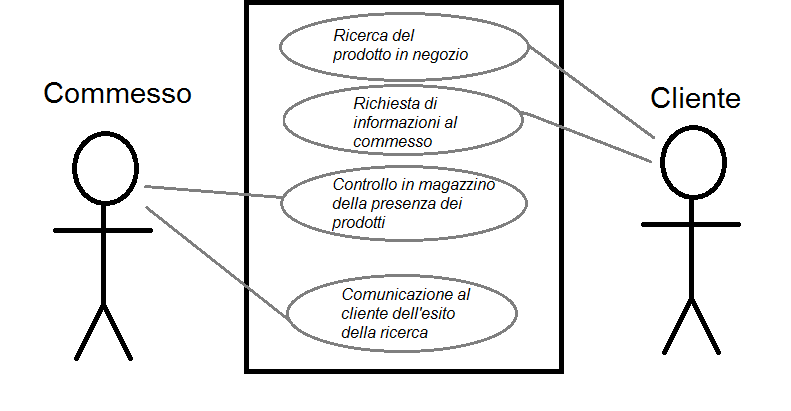 Commesso
Ricerca del
prodotto in negozio
Richiesta di
informazioni al
commesso
Controllo in magazzino
della presenza dei
prodotti
Comunicazione al
cliente dell'esito
della ricerca
Cliente